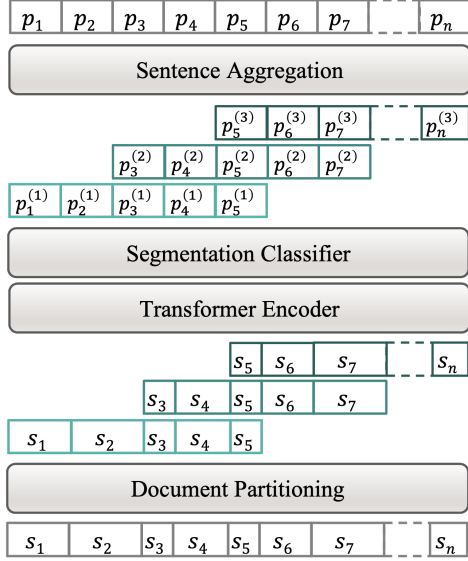 p₁ p₂ p₃ p₄ p₅ p₆ p₇ pₙ
Sentence Aggregation
p₅⁽³⁾ p₆⁽³⁾ p₇⁽³⁾ pₙ⁽³⁾
p₃⁽²⁾ p₄⁽²⁾ p₅⁽²⁾ p₆⁽²⁾ p₇⁽²⁾
p₁⁽¹⁾ p₂⁽¹⁾ p₃⁽¹⁾ p₄⁽¹⁾ p₅⁽¹⁾
Segmentation Classifier
Transformer Encoder
s₅ s₆ s₇ sₙ
s₃ s₄ s₅ s₆ s₇
s₁ s₂ s₃ s₄ s₅
Document Partitioning
s₁ s₂ s₃ s₄ s₅ s₆ s₇ sₙ